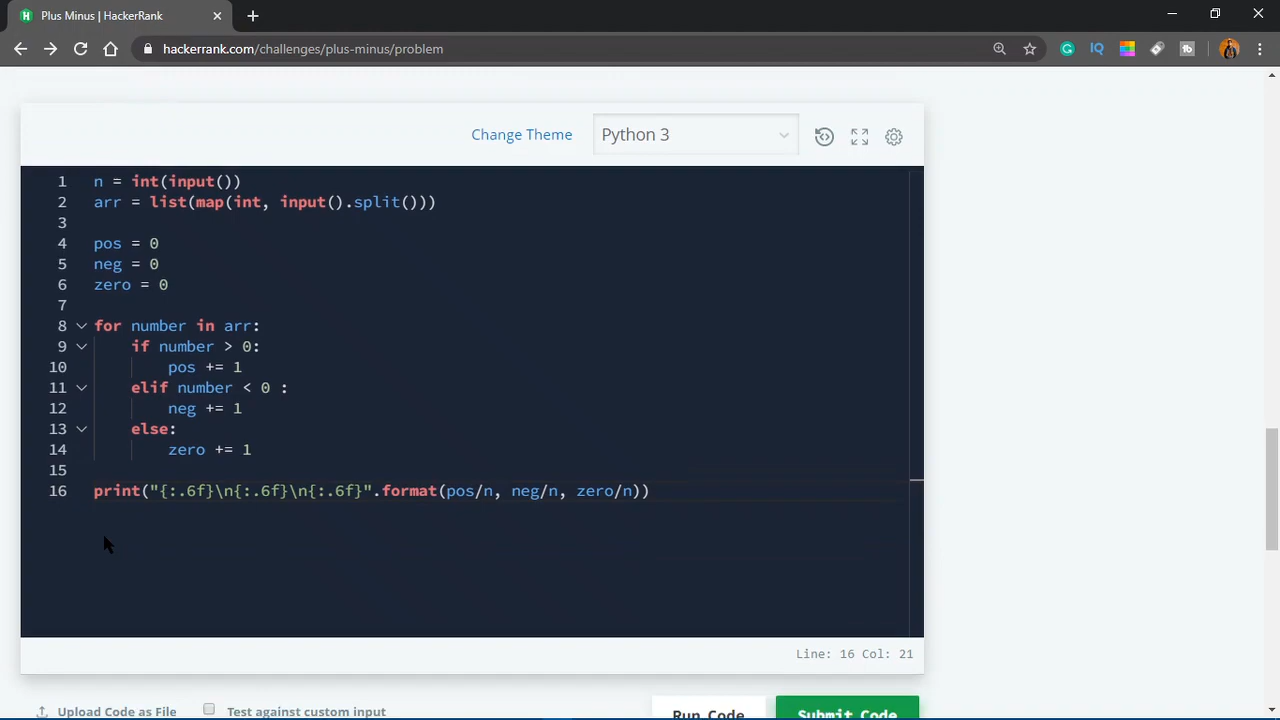 Plus Minus | HackerRank
hackerrank.com/challenges/plus-minus/problem
IQ
Change Theme
Python 3
1 n = int(input())
2 arr = list(map(int, input().split()))
3
4 pos = 0
5 neg = 0
6 zero = 0
7
8 for number in arr:
9 if number > 0:
10 pos += 1
11 elif number < 0 :
12 neg += 1
13 else:
14 zero += 1
15
16 print("{:.6f}\n{:.6f}\n{:.6f}".format(pos/n, neg/n, zero/n))
Line: 16 Col: 21
Upload Code as File
Test against custom input
Run Code
Submit Code